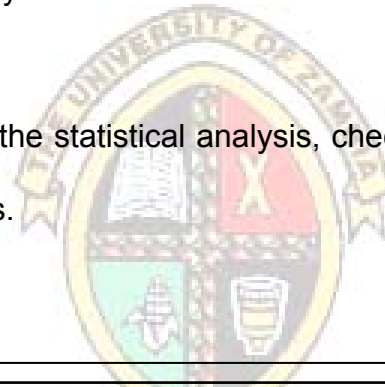 THE UNIVERSITY OF ZAMBIA
the statistical analysis, chec
s.